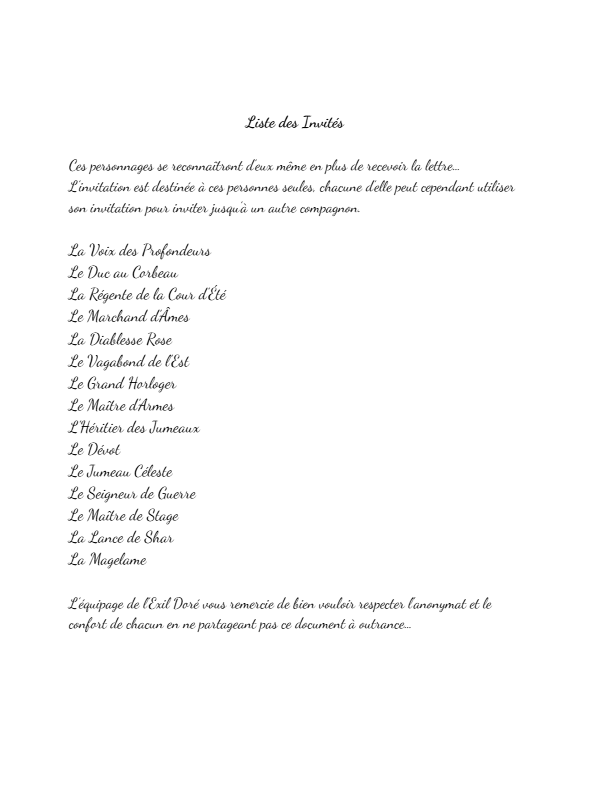 Liste des Invités
Ces personnages se reconnaîtront d'eux même en plus de recevoir la lettre...
L'invitation est destinée à ces personnes seules, chacune d'elle peut cependant utiliser
son invitation pour inviter jusqu'à un autre compagnon.
La Voix des Profondeurs
Le Duc au Corbeau
La Régente de la Cour d'Été
Le Marchand d'Âmes
La Diablesse Rose
Le Vagabond de l'Est
Le Grand Horloger
Le Maître d'Armes
L'Héritier des Jumeaux
Le Dévot
Le Jumeau Céleste
Le Seigneur de Guerre
Le Maître de Stage
La Lance de Shar
La Magelame
L'équipage de l'Exil Doré vous remercie de bien vouloir respecter l'anonymat et le
confort de chacun en ne partageant pas ce document à outrance...